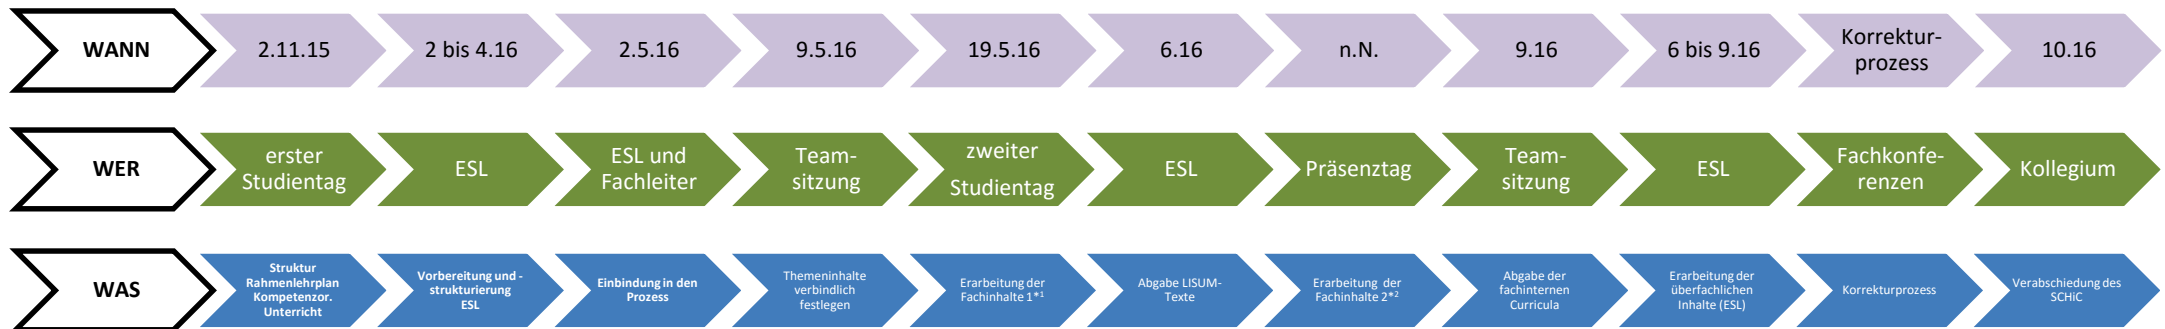 WANN
2.11.15
2 bis 4.16
2.5.16
9.5.16
19.5.16
6.16
n.N.
9.16
6 bis 9.16
Korrektur-
prozess
10.16
WER
erster
Studientag
ESL
ESL und
Fachleiter
Team-
sitzung
zweiter
Studientag
ESL
Präsenztag
Team-
sitzung
ESL
Fachkonfe-
renzen
Kollegium
WAS
Struktur
Rahmenlehrplan
Kompetenzor.
Unterricht
Vorbereitung und -
strukturierung
ESL
Einbindung in den
Prozess
Themeninhalte
verbindlich
festlegen
Erarbeitung der
Fachinhalte 1*¹
Abgabe LISUM-
Texte
Erarbeitung der
Fachinhalte 2*²
Abgabe der
fachinternen
Curricula
Erarbeitung der
überfachlichen
Inhalte (ESL)
Korrekturprozess
Verabschiedung des
SCHiC